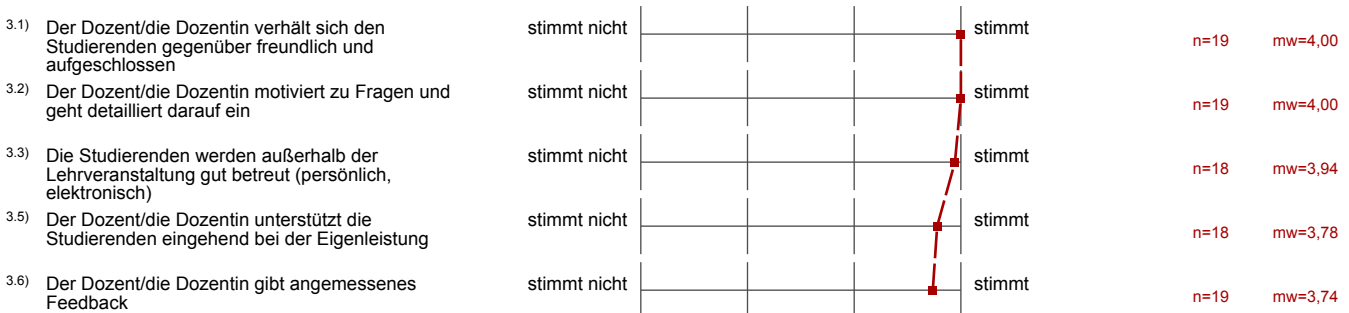 3.1) Der Dozent/die Dozentin verhält sich den stimmt nicht stimmt n=19 mw=4,00
Studierenden gegenüber freundlich und
aufgeschlossen
3.2) Der Dozent/die Dozentin motiviert zu Fragen und stimmt nicht stimmt n=19 mw=4,00
geht detailliert darauf ein
3.3) Die Studierenden werden außerhalb der stimmt nicht stimmt n=18 mw=3,94
Lehrveranstaltung gut betreut (persönlich,
elektronisch)
3.5) Der Dozent/die Dozentin unterstützt die stimmt nicht stimmt n=18 mw=3,78
Studierenden eingehend bei der Eigenleistung
3.6) Der Dozent/die Dozentin gibt angemessenes stimmt nicht stimmt n=19 mw=3,74
Feedback